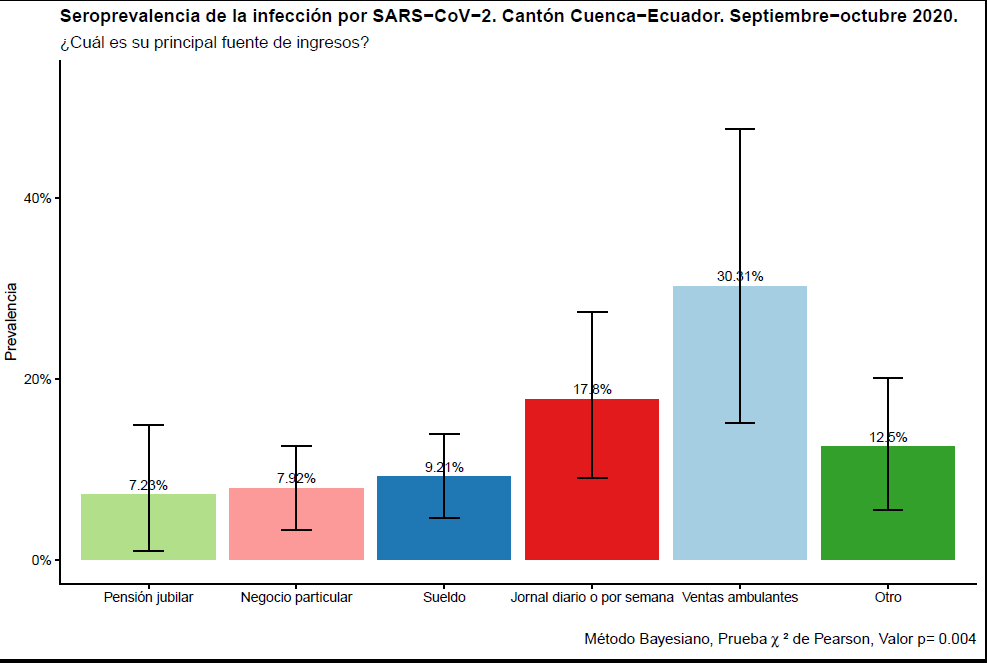 Seroprevalencia de la infección por SARS−CoV−2. Cantón Cuenca−Ecuador. Septiembre−octubre 2020.
¿Cuál es su principal fuente de ingresos?
Prevalencia
40%
20%
0%
7.23%
7.92%
9.21%
17.8%
30.31%
12.5%
Pensión jubilar
Negocio particular
Sueldo
Jornal diario o por semana
Ventas ambulantes
Otro
Método Bayesiano, Prueba χ ² de Pearson, Valor p= 0.004